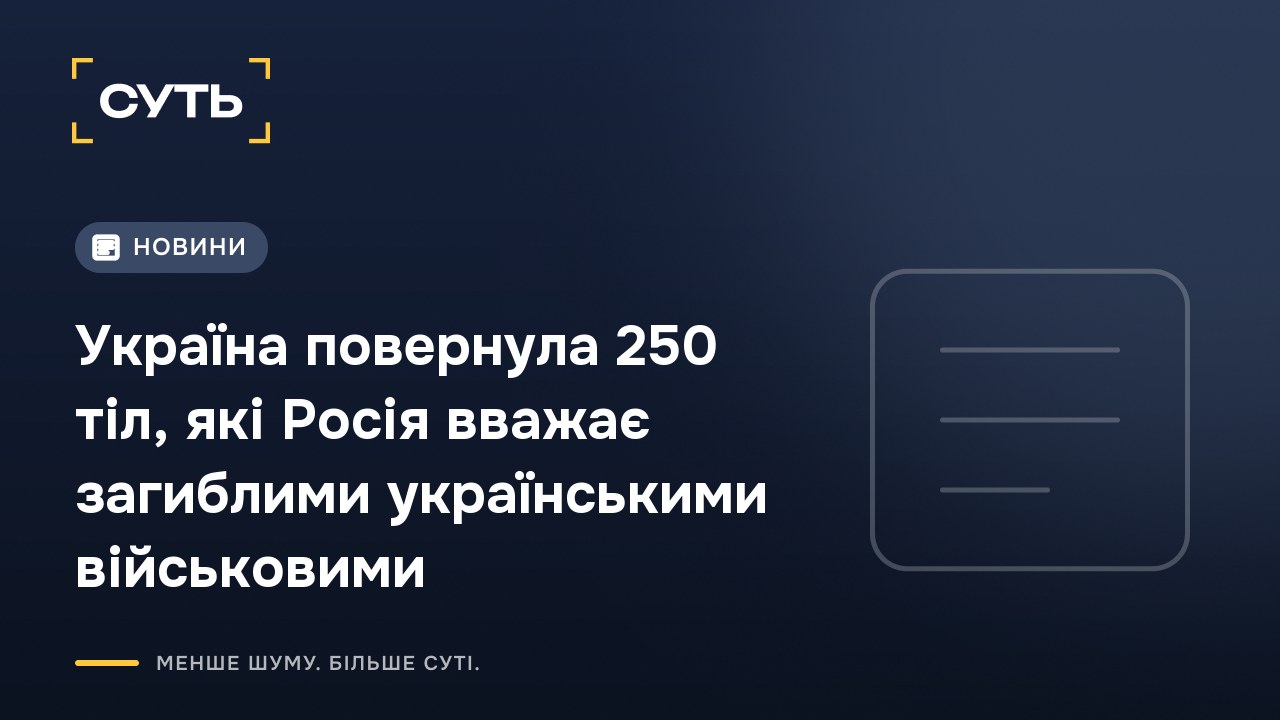 СУТЬ
НОВИНИ
Україна повернула 250
тіл, які Росія вважає
загиблими українськими
військовими
МЕНШЕ ШУМУ. БІЛЬШЕ СУТІ.